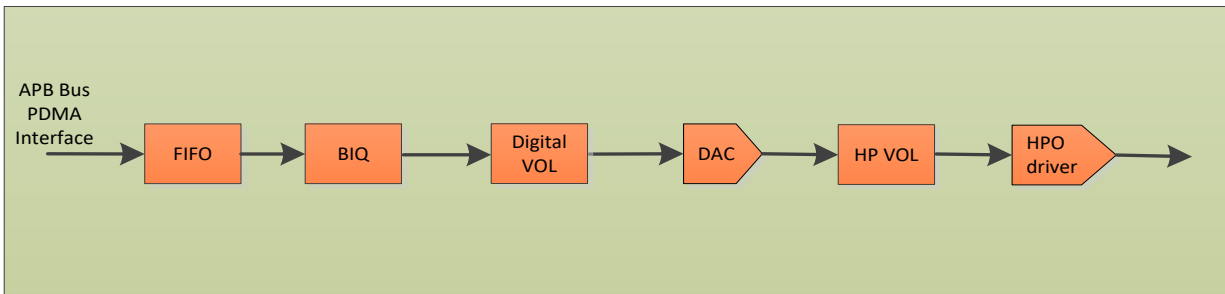 APB Bus
PDMA
Interface
FIFO
BIQ
Digital
VOL
DAC
HP VOL
HPO
driver